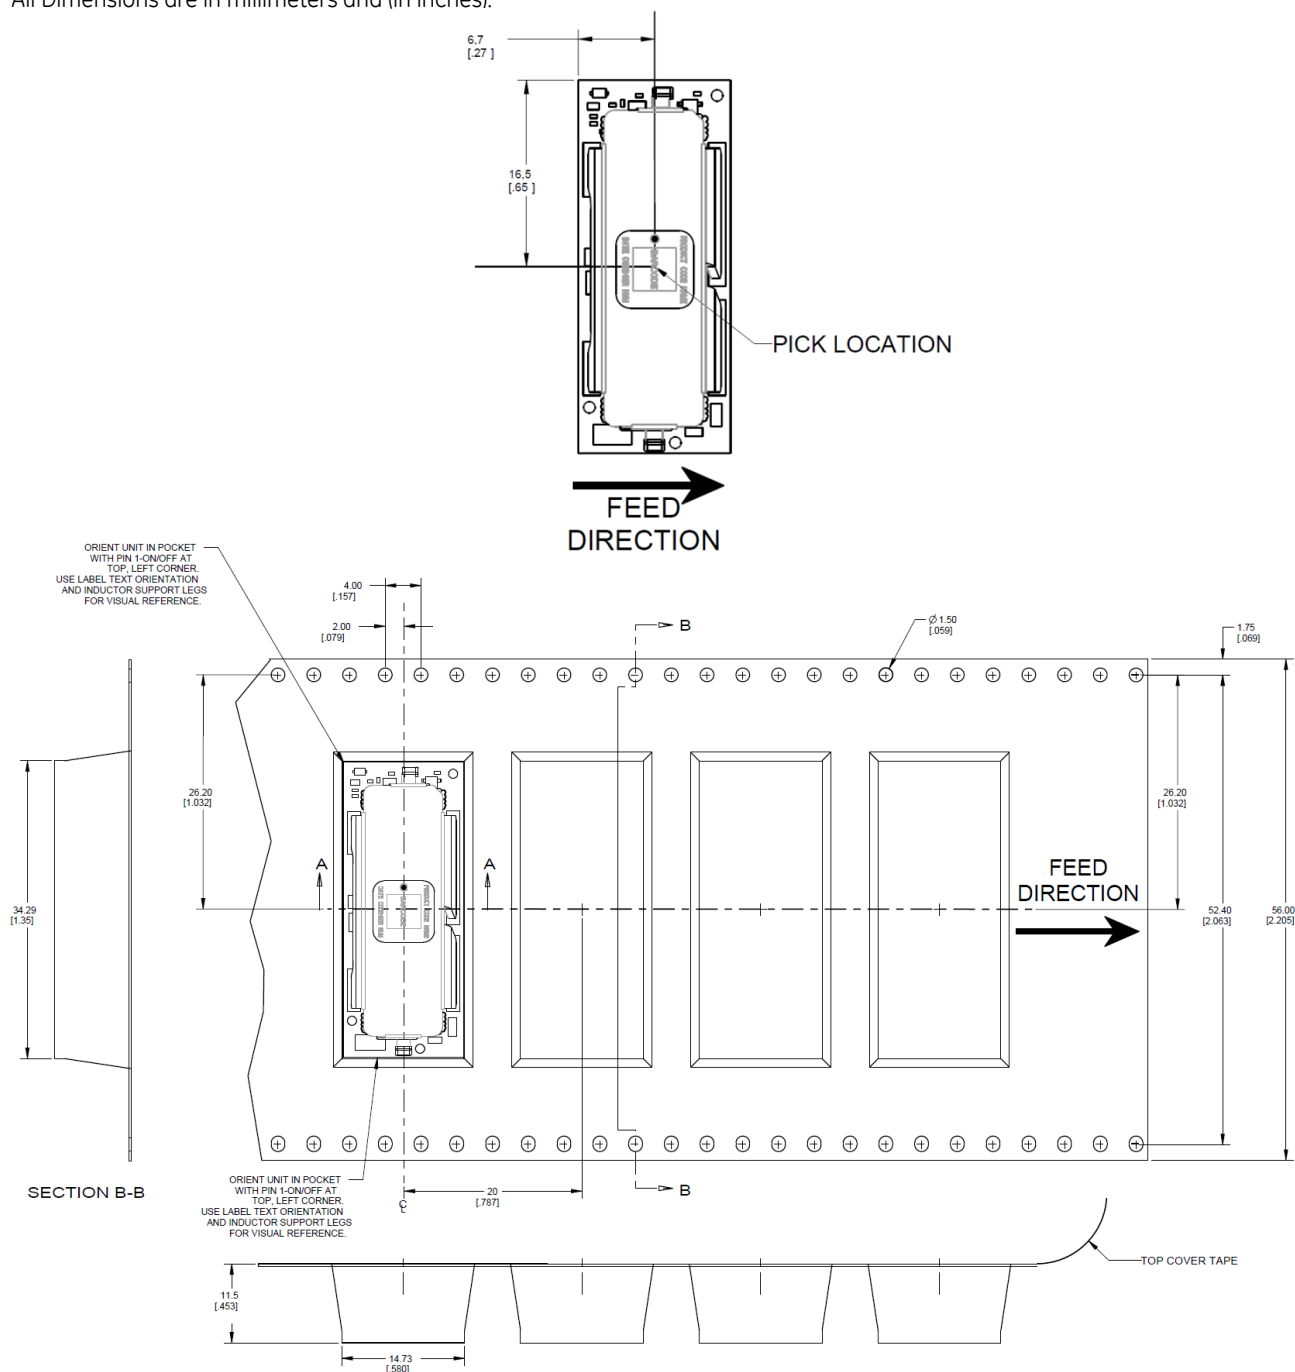 All Dimensions are in millimeters and (in inches).
6,7
[.27 ]
16,5
[.65 ]
PRODUCT CODE
BARCODE
DATE CODE
PICK LOCATION
FEED
DIRECTION
ORIENT UNIT IN POCKET
WITH PIN 1-ON/OFF AT
TOP, LEFT CORNER.
USE LABEL TEXT ORIENTATION
AND INDUCTOR SUPPORT LEGS
FOR VISUAL REFERENCE.
4.00
[.157]
2.00
[.079]
B
Ø 1.50
[.059]
1.75
[.069]
26.20
[1.032]
26.20
[1.032]
A
A
FEED
DIRECTION
34.29
[1.35]
52.40
[2.063]
56.00
[2.205]
SECTION B-B
ORIENT UNIT IN POCKET
WITH PIN 1-ON/OFF AT
TOP, LEFT CORNER.
USE LABEL TEXT ORIENTATION
AND INDUCTOR SUPPORT LEGS
FOR VISUAL REFERENCE.
20
[.787]
B
TOP COVER TAPE
11.5
[.453]
14.73
[.580]